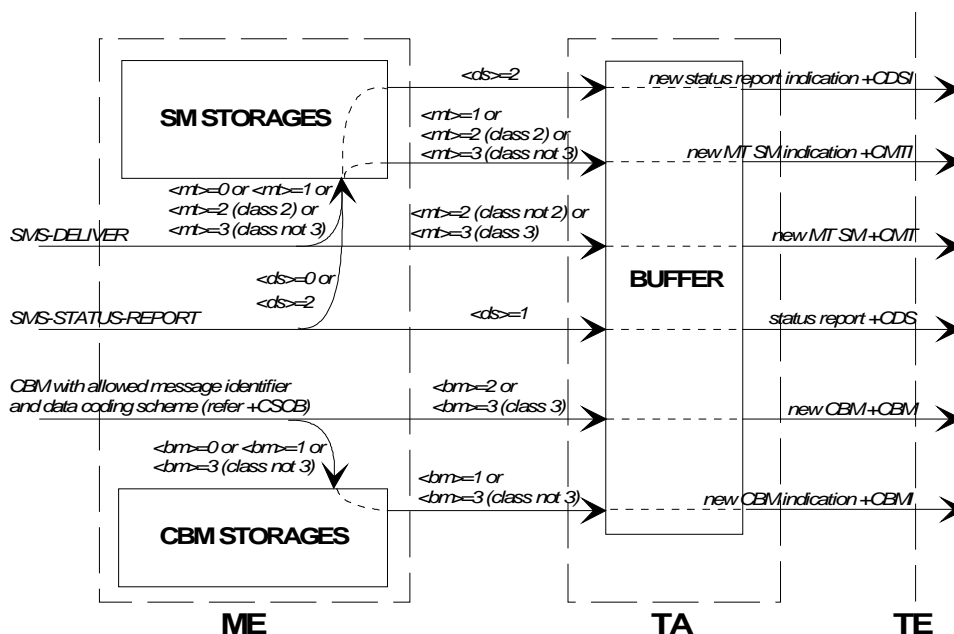 <ds>=2
new status report indication +CDSI
SM STORAGES
<mt>=1 or
<mt>=2 (class 2) or
<mt>=3 (class not 3)
new MT SM indication +CMTI
<mt>=0 or <mt>=1 or
<mt>=2 (class 2) or
<mt>=3 (class not 3)
<mt>=2 (class not 2) or
<mt>=3 (class 3)
SMS-DELIVER
new MT SM +CMT
<ds>=0 or
<ds>=2
BUFFER
SMS-STATUS-REPORT
<ds>=1
status report +CDS
CBM with allowed message identifier
and data coding scheme (refer +CSCB)
<bm>=2 or
<bm>=3 (class 3)
new CBM +CBM
<bm>=0 or <bm>=1 or
<bm>=3 (class not 3)
<bm>=1 or
<bm>=3 (class not 3)
new CBM indication +CBMI
CBM STORAGES
ME
TA
TE